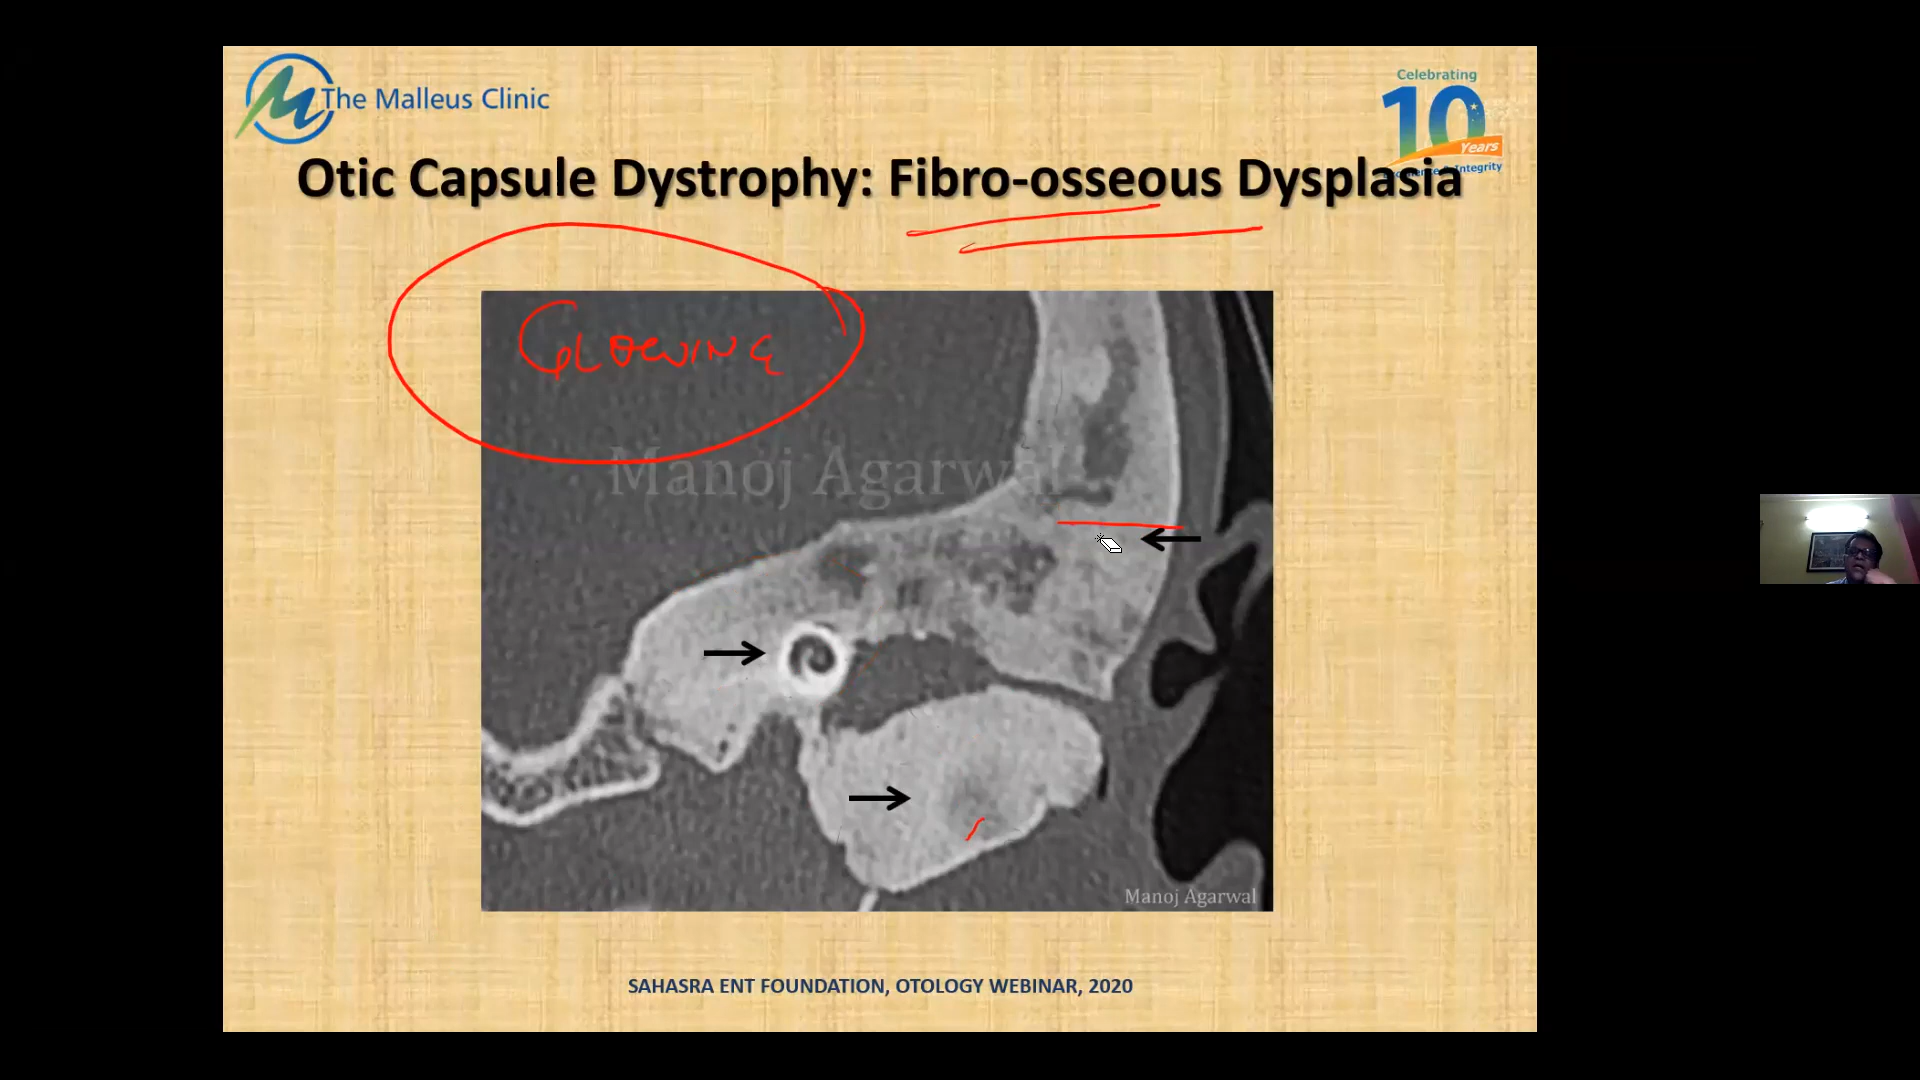 The Malleus Clinic
Celebrating
10
Years
Integrity
Otic Capsule Dystrophy: Fibro-osseous Dysplasia
GLOWING
Manoj Agarwal
Manoj Agarwal
SAHASRA ENT FOUNDATION, OTOLOGY WEBINAR, 2020